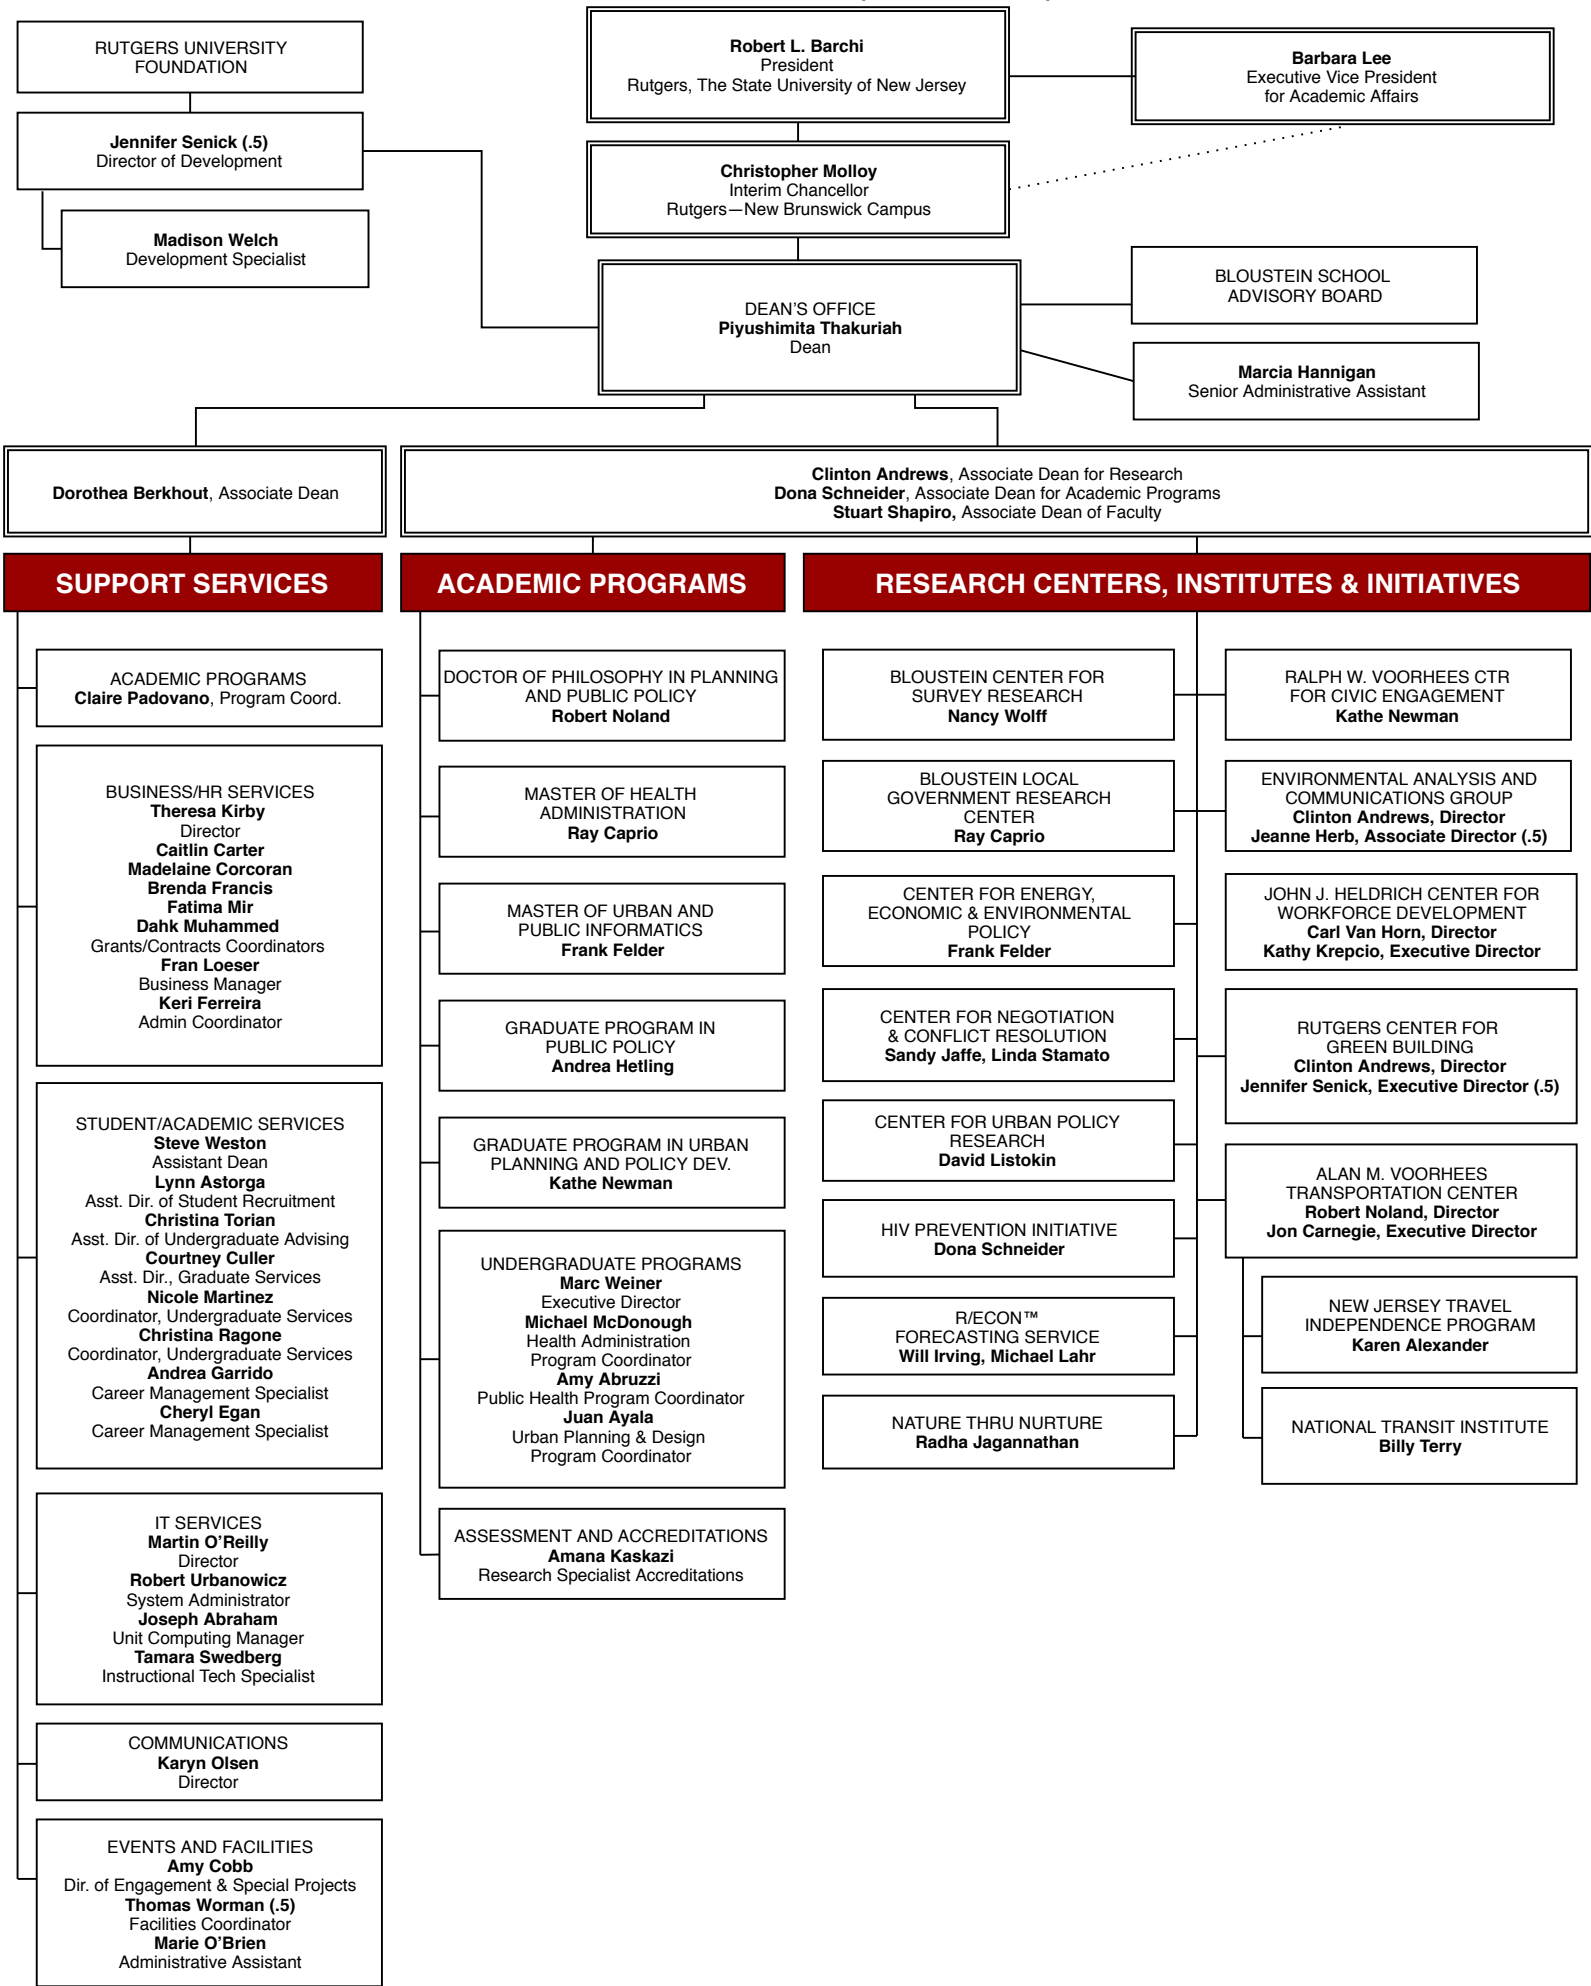 RUTGERS UNIVERSITY
FOUNDATION
Jennifer Senick (.5)
Director of Development
Madison Welch
Development Specialist
Robert L. Barchi
President
Rutgers, The State University of New Jersey
Barbara Lee
Executive Vice President
for Academic Affairs
Christopher Molloy
Interim Chancellor
Rutgers—New Brunswick Campus
DEAN'S OFFICE
Piyushimita Thakuriah
Dean
BLOUSTEIN SCHOOL
ADVISORY BOARD
Marcia Hannigan
Senior Administrative Assistant
Dorothea Berkhout, Associate Dean
Clinton Andrews, Associate Dean for Research
Dona Schneider, Associate Dean for Academic Programs
Stuart Shapiro, Associate Dean of Faculty
SUPPORT SERVICES
ACADEMIC PROGRAMS
Claire Padovano, Program Coord.
BUSINESS/HR SERVICES
Theresa Kirby
Director
Caitlin Carter
Madelaine Corcoran
Brenda Francis
Fatima Mir
Dahk Muhammed
Grants/Contracts Coordinators
Fran Loeser
Business Manager
Keri Ferreira
Admin Coordinator
STUDENT/ACADEMIC SERVICES
Steve Weston
Assistant Dean
Lynn Astorga
Asst. Dir. of Student Recruitment
Christina Torian
Asst. Dir. of Undergraduate Advising
Courtney Culler
Asst. Dir., Graduate Services
Nicole Martinez
Coordinator, Undergraduate Services
Christina Ragone
Coordinator, Undergraduate Services
Andrea Garrido
Career Management Specialist
Cheryl Egan
Career Management Specialist
IT SERVICES
Martin O'Reilly
Director
Robert Urbanowicz
System Administrator
Joseph Abraham
Unit Computing Manager
Tamara Swedberg
Instructional Tech Specialist
COMMUNICATIONS
Karyn Olsen
Director
EVENTS AND FACILITIES
Amy Cobb
Dir. of Engagement & Special Projects
Thomas Worman (.5)
Facilities Coordinator
Marie O'Brien
Administrative Assistant
ACADEMIC PROGRAMS
DOCTOR OF PHILOSOPHY IN PLANNING
AND PUBLIC POLICY
Robert Noland
MASTER OF HEALTH
ADMINISTRATION
Ray Caprio
MASTER OF URBAN AND
PUBLIC INFORMATICS
Frank Felder
GRADUATE PROGRAM IN
PUBLIC POLICY
Andrea Hetling
GRADUATE PROGRAM IN URBAN
PLANNING AND POLICY DEV.
Kathe Newman
UNDERGRADUATE PROGRAMS
Marc Weiner
Executive Director
Michael McDonough
Health Administration
Program Coordinator
Amy Abruzzi
Public Health Program Coordinator
Juan Ayala
Urban Planning & Design
Program Coordinator
ASSESSMENT AND ACCREDITATIONS
Amana Kaskazi
Research Specialist Accreditations
RESEARCH CENTERS, INSTITUTES & INITIATIVES
BLOUSTEIN CENTER FOR
SURVEY RESEARCH
Nancy Wolff
BLOUSTEIN LOCAL
GOVERNMENT RESEARCH
CENTER
Ray Caprio
CENTER FOR ENERGY,
ECONOMIC & ENVIRONMENTAL
POLICY
Frank Felder
CENTER FOR NEGOTIATION
& CONFLICT RESOLUTION
Sandy Jaffe, Linda Stamato
CENTER FOR URBAN POLICY
RESEARCH
David Listokin
HIV PREVENTION INITIATIVE
Dona Schneider
R/ECON™
FORECASTING SERVICE
Will Irving, Michael Lahr
NATURE THRU NURTURE
Radha Jagannathan
RALPH W. VOORHEES CTR
FOR CIVIC ENGAGEMENT
Kathe Newman
ENVIRONMENTAL ANALYSIS AND
COMMUNICATIONS GROUP
Clinton Andrews, Director
Jeanne Herb, Associate Director (.5)
JOHN J. HELDRICH CENTER FOR
WORKFORCE DEVELOPMENT
Carl Van Horn, Director
Kathy Krepcio, Executive Director
RUTGERS CENTER FOR
GREEN BUILDING
Clinton Andrews, Director
Jennifer Senick, Executive Director (.5)
ALAN M. VOORHEES
TRANSPORTATION CENTER
Robert Noland, Director
Jon Carnegie, Executive Director
NEW JERSEY TRAVEL
INDEPENDENCE PROGRAM
Karen Alexander
NATIONAL TRANSIT INSTITUTE
Billy Terry